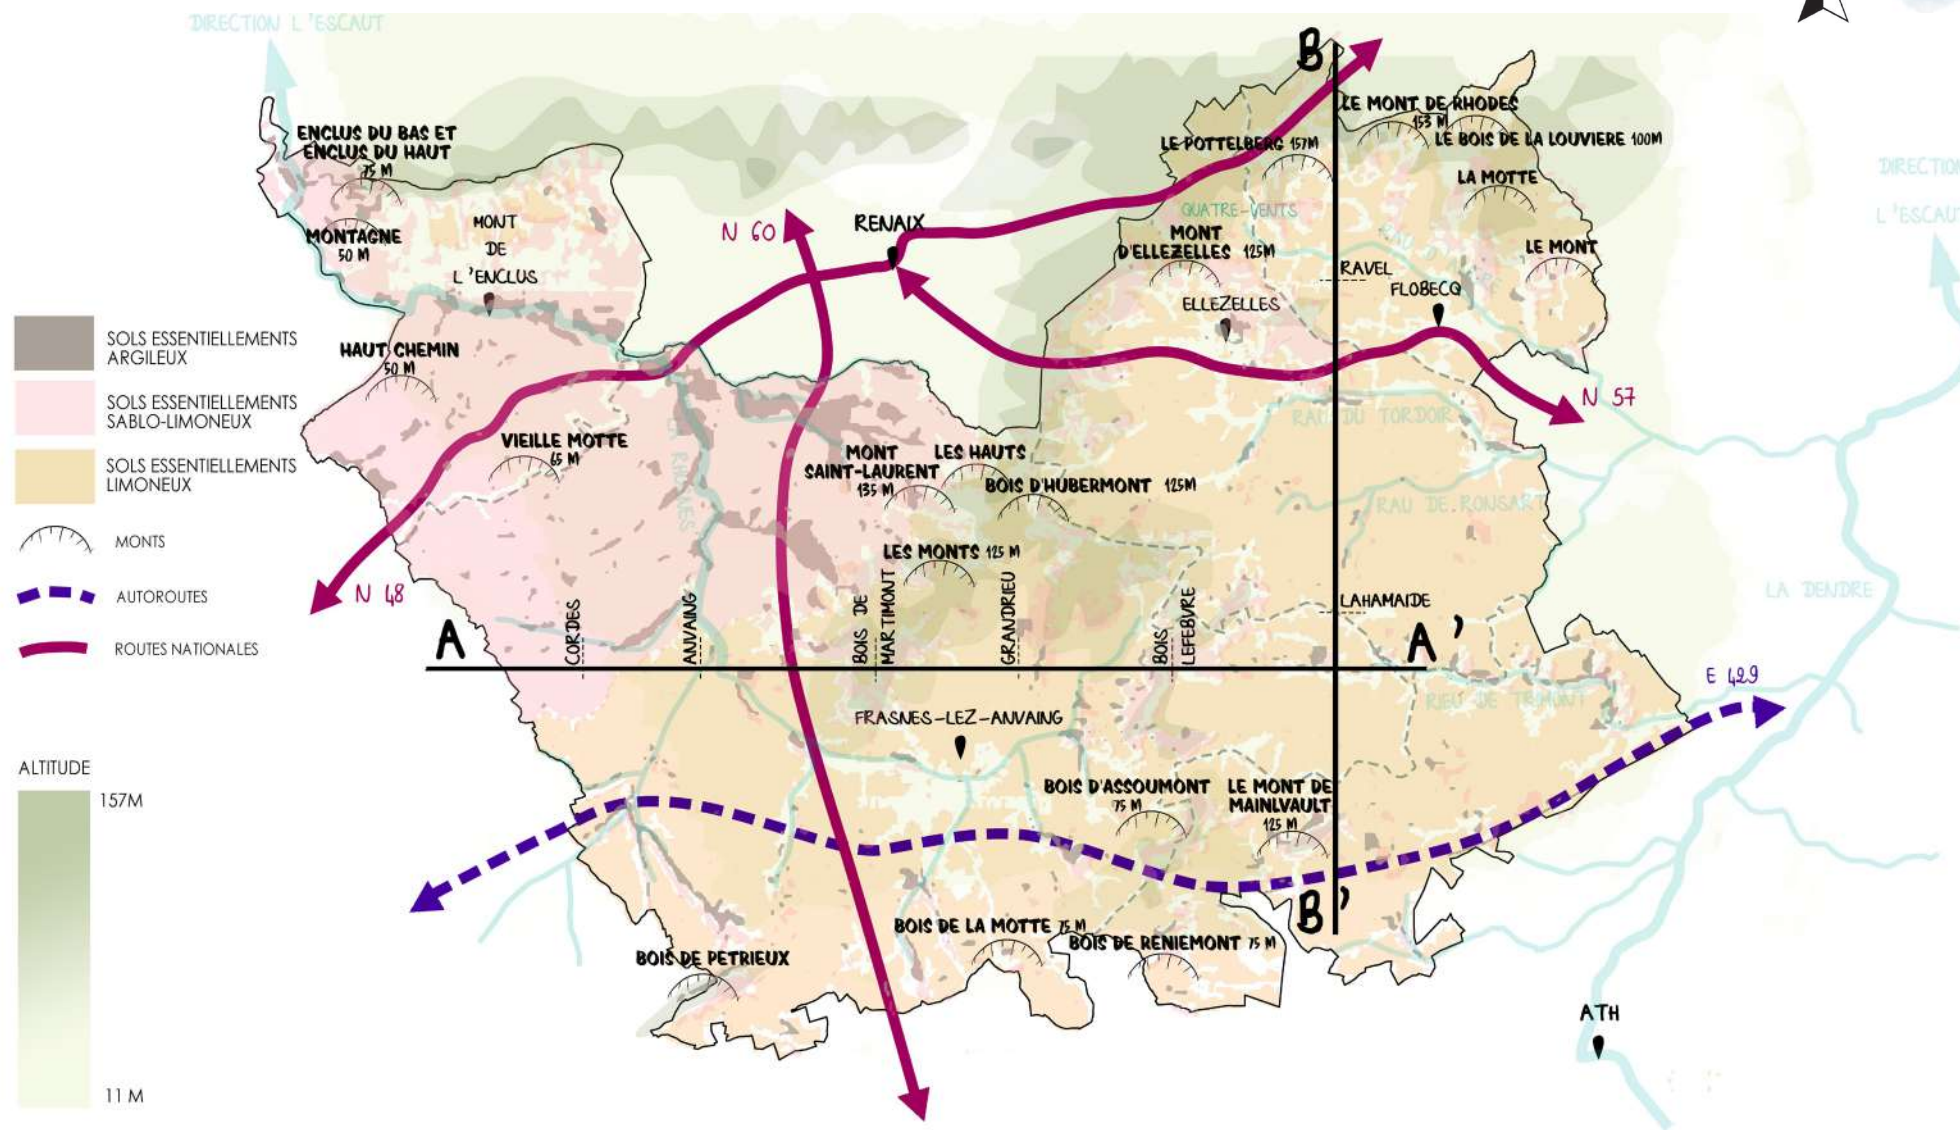 DIRECTION L'ESCAUT
B
LE MONT DE RHODES
153 M
LE BOIS DE LA LOUVIERE 100M
LE POTTELBERG 157M
ENCLUS DU BAS ET
ENCLUS DU HAUT
75 M
LA MOTTE
DIRECTION
L'ESCAUT
QUATRE-VENTS
MONT
DE
L'ENCLUS
N 60
RENAIX
MONTAGNE
50 M
MONT
D'ELLEZELLES 125M
LE MONT
RAVEL
FLOBECQ
ELLEZELLES
SOLS ESSENTIELLEMENTS
ARGILEUX
HAUT CHEMIN
50 M
SOLS ESSENTIELLEMENTS
SABLO-LIMONEUX
N 57
RAU DU TORDOIR
VIEILLE MOTTE
65 M
SOLS ESSENTIELLEMENTS
LIMONEUX
MONT
SAINT-LAURENT
135 M
LES HAUTS
BOIS D'HUBERMONT 125M
RAU DE RONSART
MONTS
LES MONTS 125 M
AUTOROUTES
N 48
LA DENDRE
LAHAMAIDE
CORDES
ANVAING
BOIS DE
MARTIMONT
GRANDRIEU
BOIS
LEFEBVRE
ROUTES NATIONALES
A
A'
E 429
FRASNES-LEZ-ANVAING
ALTITUDE
157M
BOIS D'ASSOUMONT
75 M
LE MONT DE
MAINLVAULT
125 M
B'
BOIS DE LA MOTTE 75 M
BOIS DE RENIEMONT 75 M
BOIS DE PETRIEUX
ATH
11 M